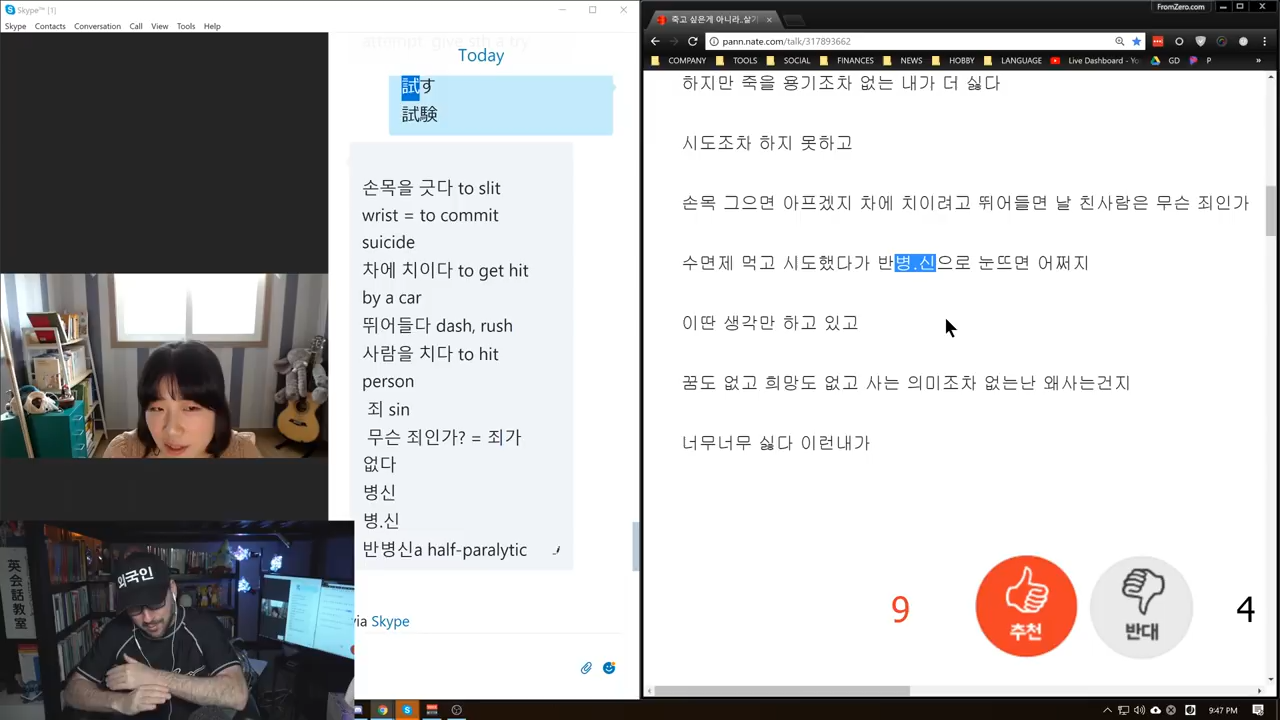 Skype™ [1]
Skype Contacts Conversation Call View Tools Help
attempt, give sth a try
Today
試す
試験
손목을 긋다 to slit
wrist = to commit
suicide
차에 치이다 to get hit
by a car
뛰어들다 dash, rush
사람을 치다 to hit
person
죄 sin
무슨 죄인가? = 죄가
없다
병신
병.신
반병신a half-paralytic
via Skype
외국인
英会話教室
죽고 싶은게 아니라..살기
FromZero.com
pann.nate.com/talk/317893662
COMPANY TOOLS SOCIAL FINANCES NEWS HOBBY LANGUAGE Live Dashboard - Yo GD P »
하지만 죽을 용기조차 없는 내가 더 싫다
시도조차 하지 못하고
손목 그으면 아프겠지 차에 치이려고 뛰어들면 날 친사람은 무슨 죄인가
수면제 먹고 시도했다가 반병.신으로 눈뜨면 어쩌지
이딴 생각만 하고 있고
꿈도 없고 희망도 없고 사는 의미조차 없는난 왜사는건지
너무너무 싫다 이런내가
9
추천
반대
4
9:47 PM